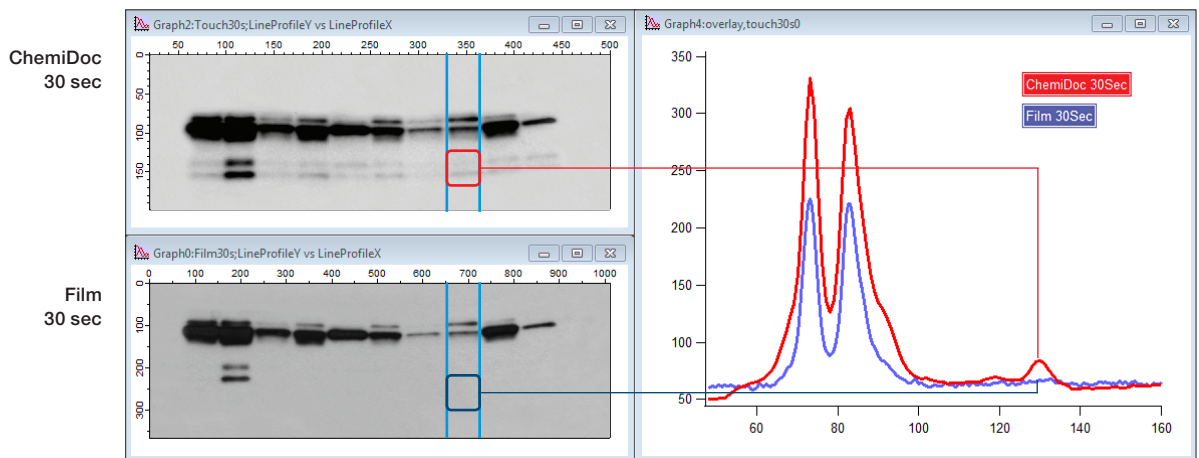 ChemiDoc
30 sec
Graph2:Touch30s;LineProfileY vs LineProfileX
50 100 150 200 250 300 350 400 450 500
0
50
100
150
Film
30 sec
Graph0:Film30s;LineProfileY vs LineProfileX
0 100 200 300 400 500 600 700 800 900 1000
0
100
200
300
Graph4:overlay,touch30s0
350
300
250
200
150
100
50
60 80 100 120 140 160
ChemiDoc 30Sec
Film 30Sec